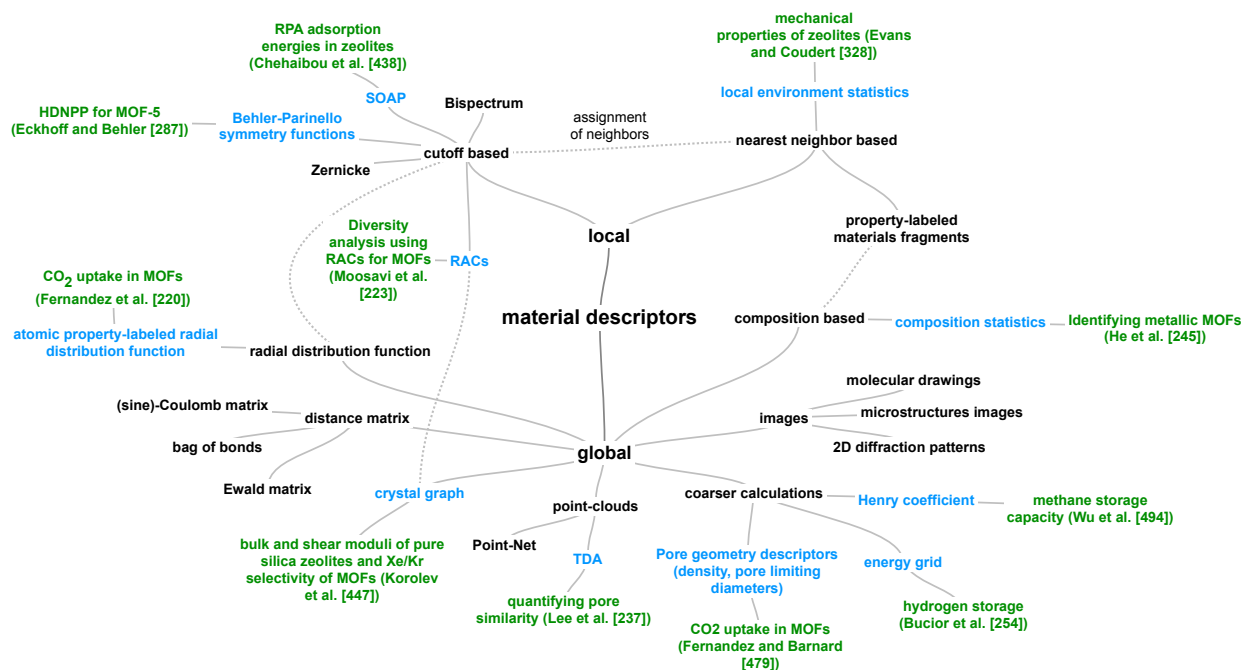 RPA adsorption
energies in zeolites
(Chehaibou et al. [438])
mechanical
properties of zeolites (Evans
and Coudert [328])
SOAP
Bispectrum
local environment statistics
HDNPP for MOF-5
(Eckhoff and Behler [287])
Behler-Parinello
symmetry functions
assignment
of neighbors
cutoff based
nearest neighbor based
Zernicke
property-labeled
materials fragments
local
Diversity
analysis using
RACs for MOFs
(Moosavi et al.
[223])
RACs
CO2 uptake in MOFs
(Fernandez et al. [220])
material descriptors
composition based
composition statistics
Identifying metallic MOFs
(He et al. [245])
atomic property-labeled radial
distribution function
radial distribution function
molecular drawings
(sine)-Coulomb matrix
distance matrix
images
microstructures images
bag of bonds
2D diffraction patterns
global
Ewald matrix
crystal graph
coarser calculations
Henry coefficient
methane storage
capacity (Wu et al. [494])
point-clouds
Point-Net
bulk and shear moduli of pure
silica zeolites and Xe/Kr
selectivity of MOFs (Korolev
et al. [447])
TDA
Pore geometry descriptors
(density, pore limiting
diameters)
energy grid
quantifying pore
similarity (Lee et al. [237])
hydrogen storage
(Bucior et al. [254])
CO2 uptake in MOFs
(Fernandez and Barnard
[479])